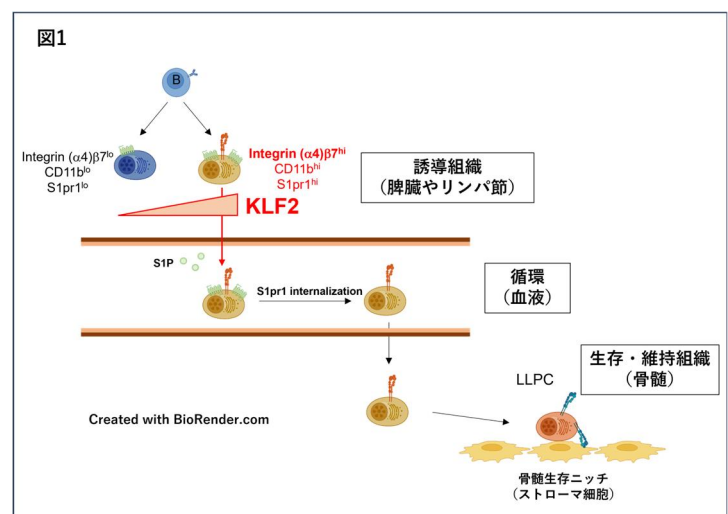 図1
B
Integrin (α4)β7lo
CD11blo
S1pr1lo
Integrin (α4)β7hi
CD11bhi
S1pr1hi
誘導組織
（脾臓やリンパ節）
KLF2
S1P
S1pr1 internalization
循環
（血液）
生存・維持組織
（骨髄）
LLPC
Created with BioRender.com
骨髄生存ニッチ
（ストローマ細胞）